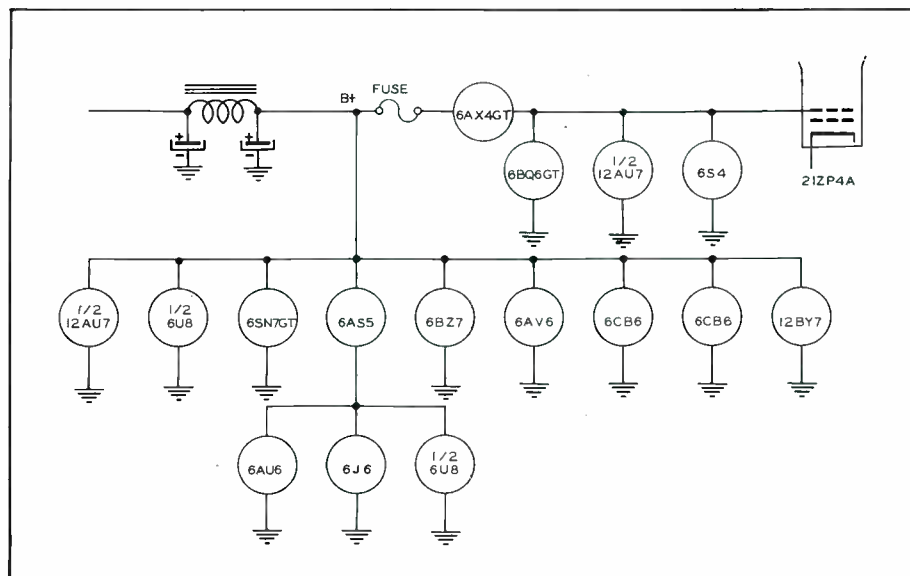 FUSE
B+
6AX4GT
6BQ6GT
1/2
12AU7
6S4
21ZP4A
1/2
12AU7
1/2
6U8
6SN7GT
6AS5
6BZ7
6AV6
6CB6
6CB6
12BY7
6AU6
6J6
1/2
6U8